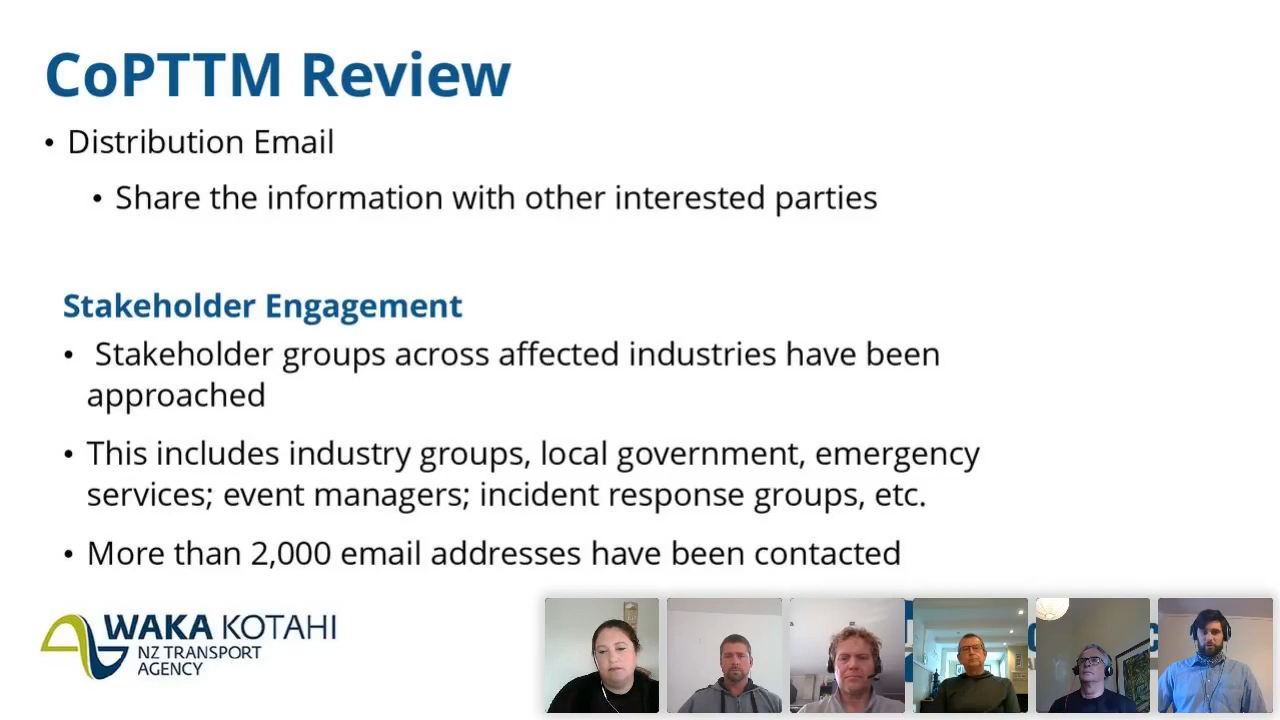 CoPTTM Review
• Distribution Email
• Share the information with other interested parties
Stakeholder Engagement
• Stakeholder groups across affected industries have been
approached
• This includes industry groups, local government, emergency
services; event managers; incident response groups, etc.
• More than 2,000 email addresses have been contacted
WAKA KOTAHI
NZ TRANSPORT
AGENCY